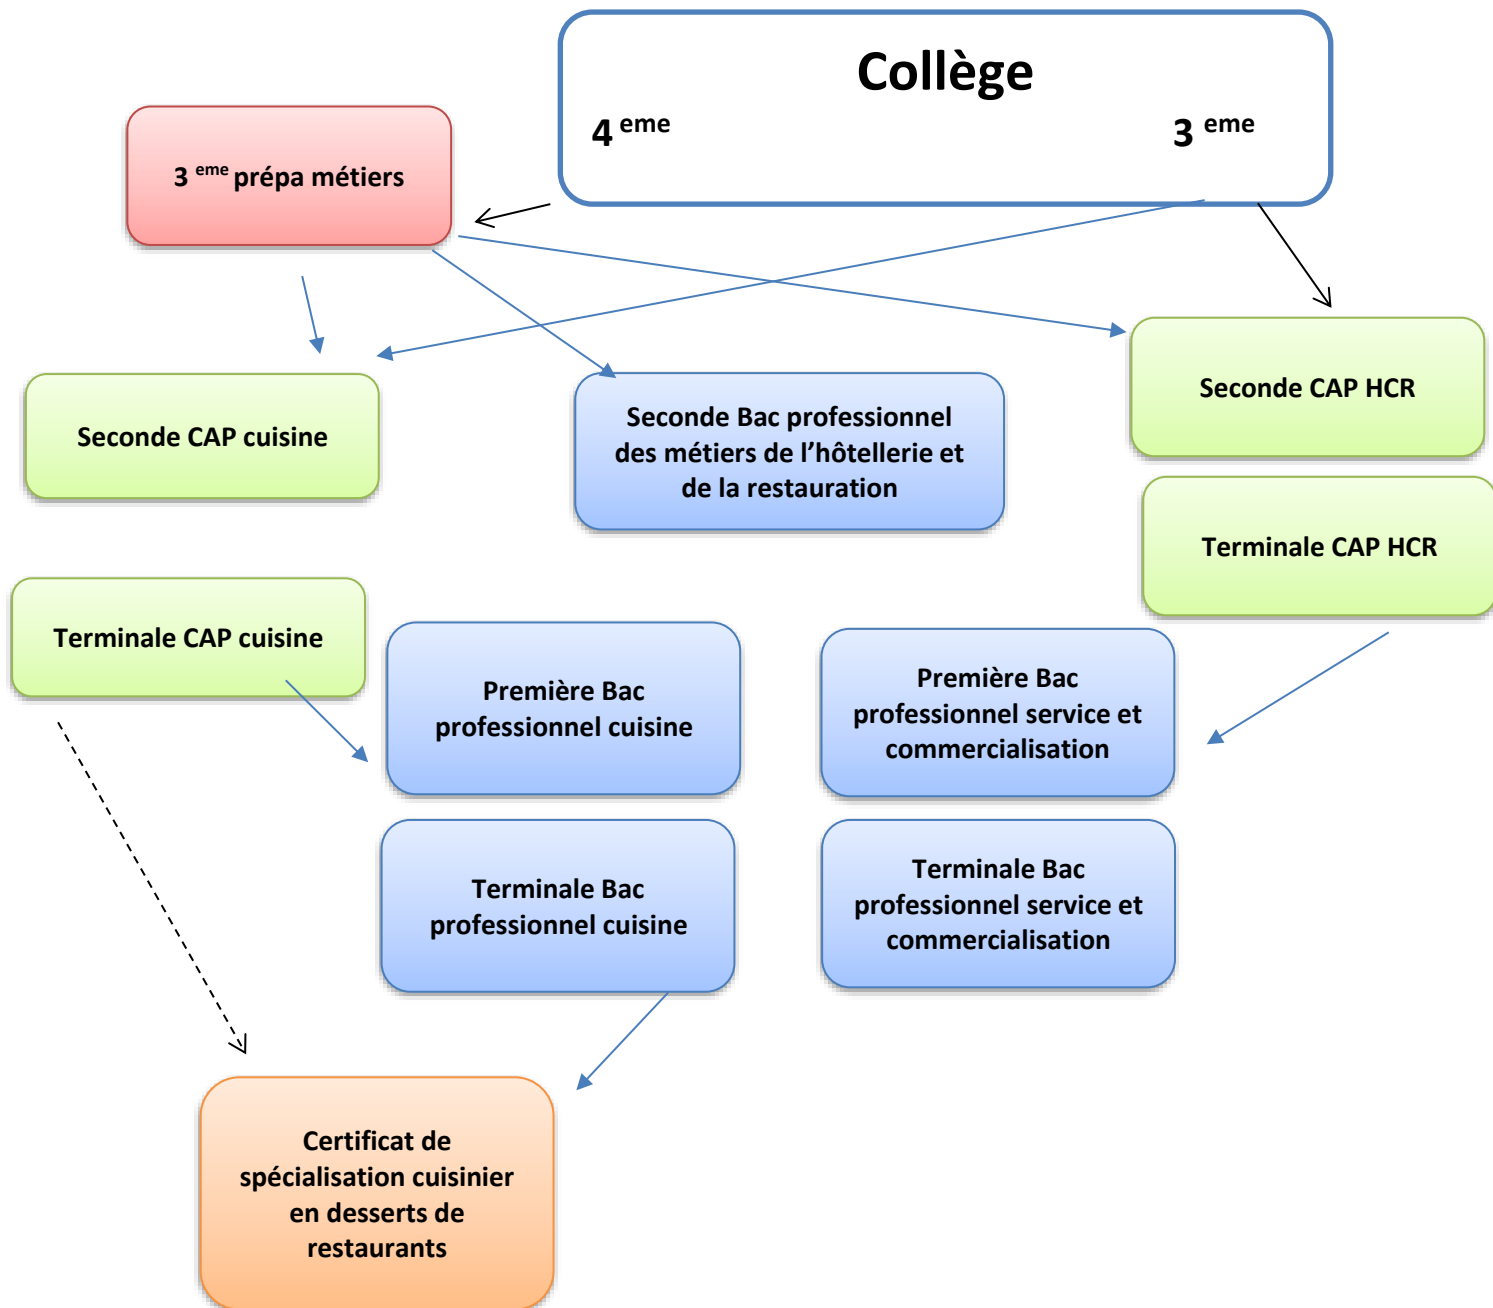 Collège
4 eme 3 eme
3 eme prépa métiers
Seconde CAP cuisine
Seconde Bac professionnel
des métiers de l’hôtellerie et
de la restauration
Seconde CAP HCR
Terminale CAP HCR
Terminale CAP cuisine
Première Bac
professionnel cuisine
Première Bac
professionnel service et
commercialisation
Terminale Bac
professionnel cuisine
Terminale Bac
professionnel service et
commercialisation
Certificat de
spécialisation cuisinier
en desserts de
restaurants